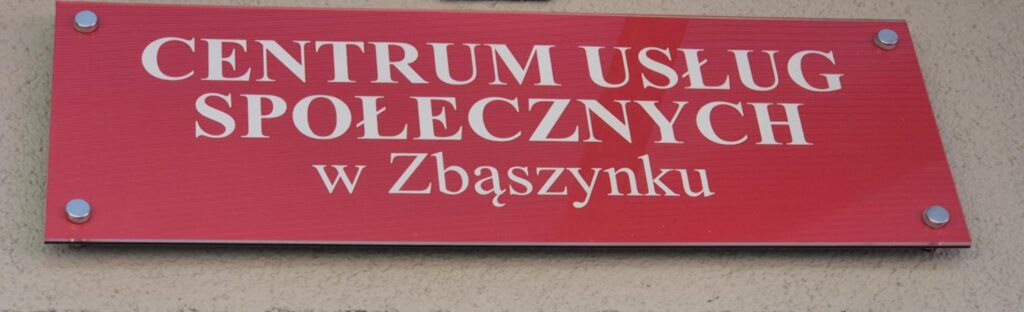 CENTRUM USŁUG
SPOŁECZNYCH
w Zbąszynku